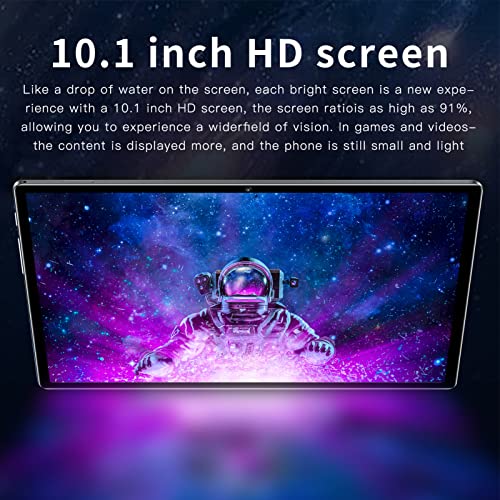 10.1 inch HD screen
Like a drop of water on the screen, each bright screen is a new expe-
rience with a 10.1 inch HD screen, the screen ratiois as high as 91%,
allowing you to experience a widerfield of vision. In games and videos-
the content is displayed more, and the phone is still small and light